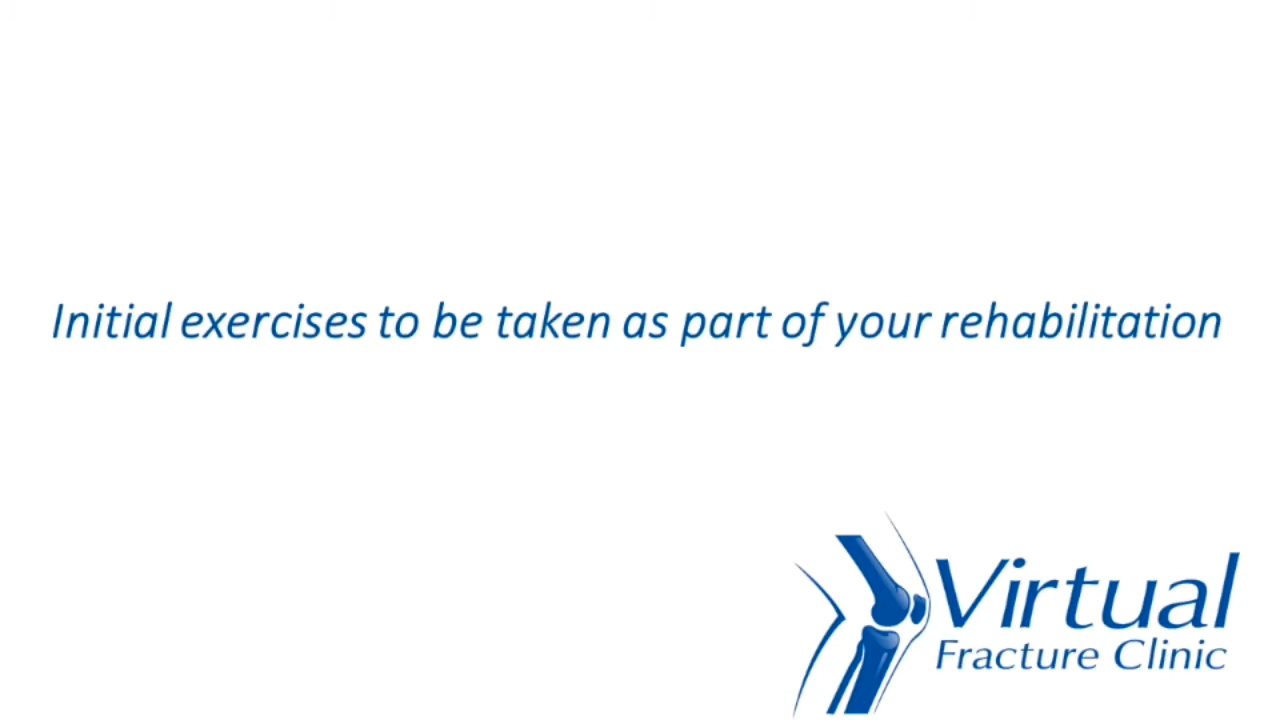 Initial exercises to be taken as part of your rehabilitation
Virtual
Fracture Clinic